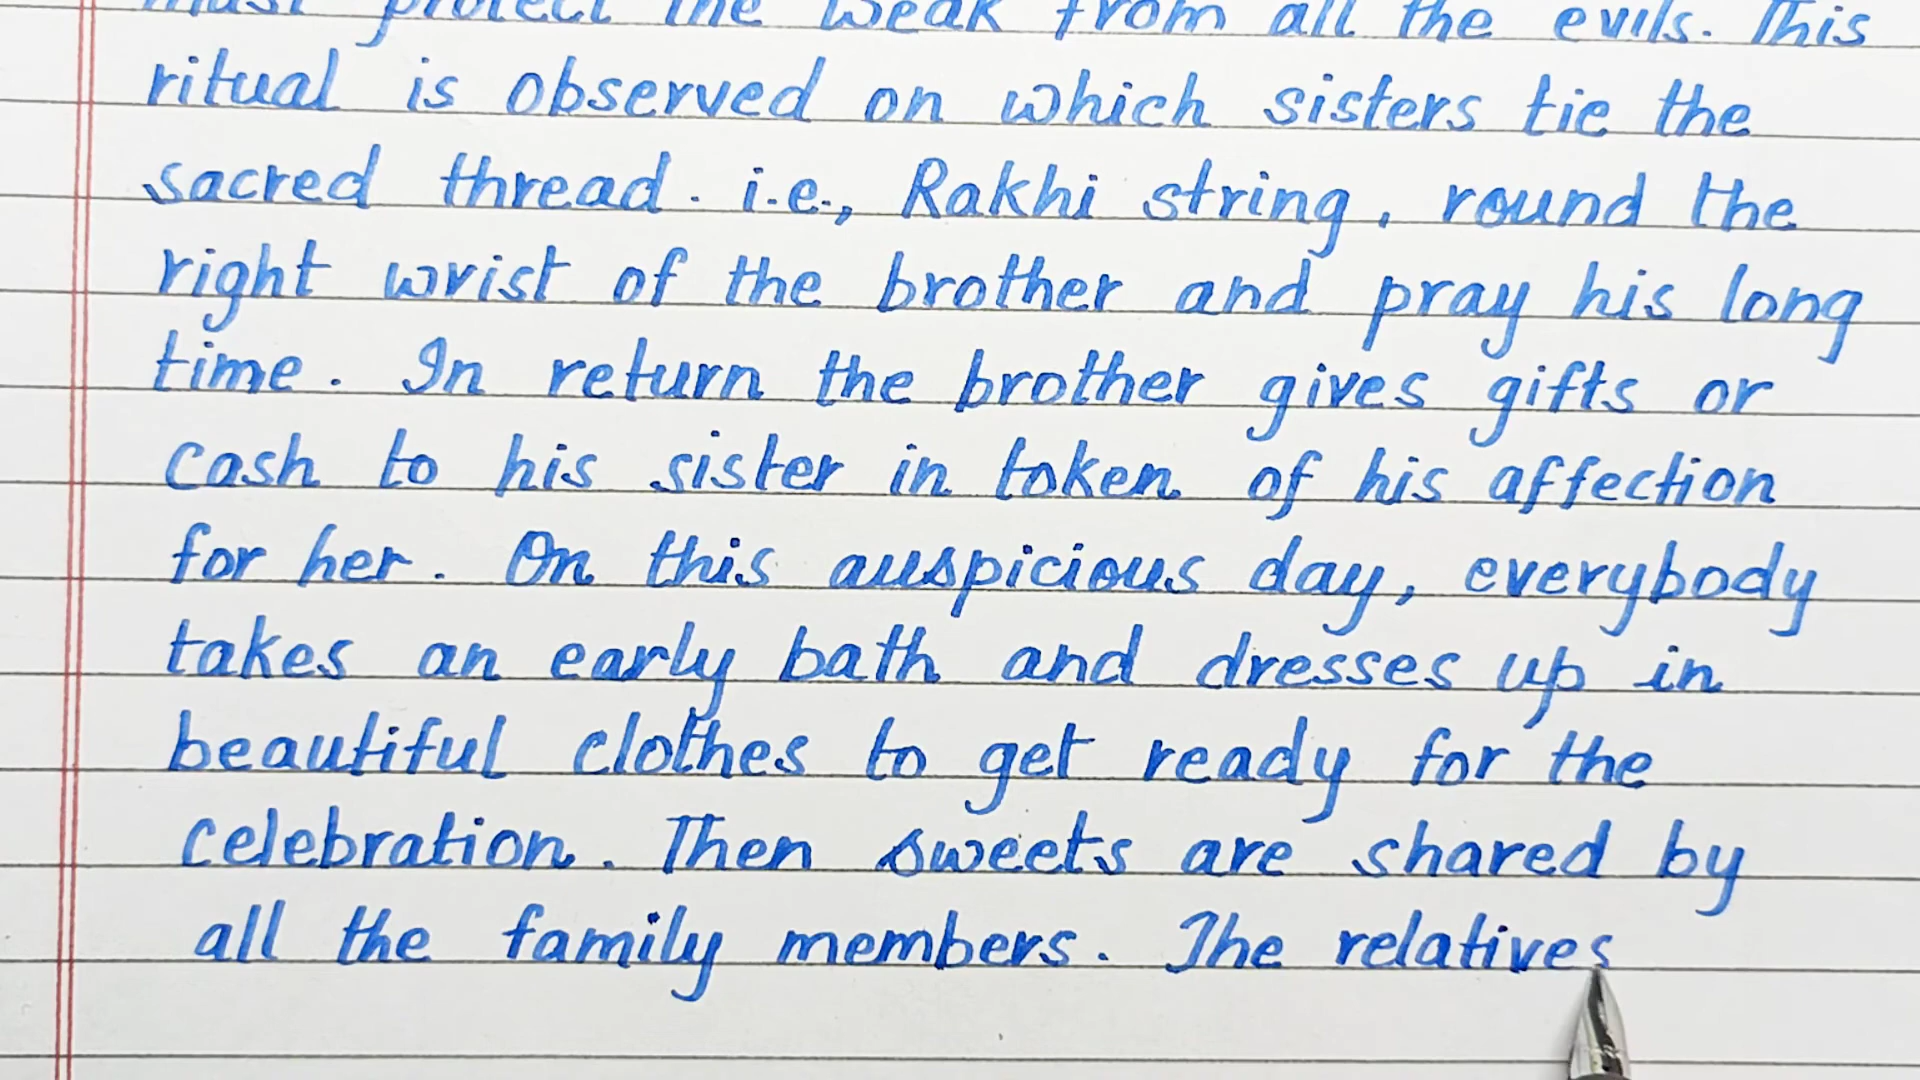 must protect the weak from all the evils. This
ritual is observed on which sisters tie the
sacred thread. i.e., Rakhi string, round the
right wrist of the brother and pray his long
time. In return the brother gives gifts or
cash to his sister in token of his affection
for her. On this auspicious day, everybody
takes an early bath and dresses up in
beautiful clothes to get ready for the
celebration. Then sweets are shared by
all the family members. The relatives